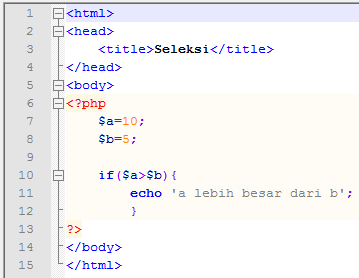 1 <html>
2 <head>
3 <title>Seleksi</title>
4 </head>
5 <body>
6 <?php
7 $a=10;
8 $b=5;
9
10 if($a>$b){
11 echo 'a lebih besar dari b';
12 }
13 ?>
14 </body>
15 </html>